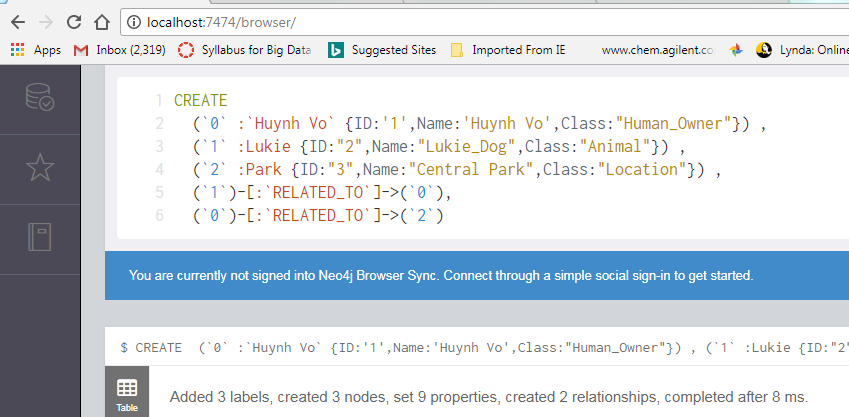 localhost:7474/browser/
Apps Inbox (2,319) Syllabus for Big Data Suggested Sites Imported From IE www.chem.agilent.co Lynda: Online
1 CREATE
2 (`0` :`Huynh Vo` {ID:'1',Name:'Huynh Vo',Class:"Human_Owner"}) ,
3 (`1` :Lukie {ID:"2",Name:"Lukie_Dog",Class:"Animal"}) ,
4 (`2` :Park {ID:"3",Name:"Central Park",Class:"Location"}) ,
5 (`1`)-[:`RELATED_TO`]->(`0`),
6 (`0`)-[:`RELATED_TO`]->(`2`)
You are currently not signed into Neo4j Browser Sync. Connect through a simple social sign-in to get started.
$ CREATE (`0` :`Huynh Vo` {ID:'1',Name:'Huynh Vo',Class:"Human_Owner"}) , (`1` :Lukie {ID:"2"
Table
Added 3 labels, created 3 nodes, set 9 properties, created 2 relationships, completed after 8 ms.